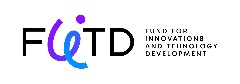 FITD
FUND FOR
INNOVATIONS
AND TECHNOLOGY
DEVELOPMENT